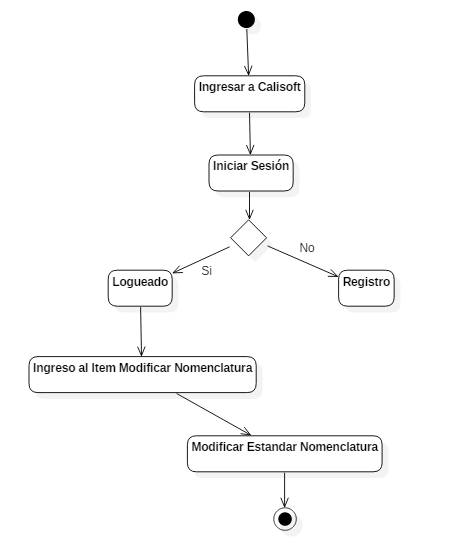 Ingresar a Calisoft
Iniciar Sesión
No
Si
Logueado
Registro
Ingreso al Item Modificar Nomenclatura
Modificar Estandar Nomenclatura